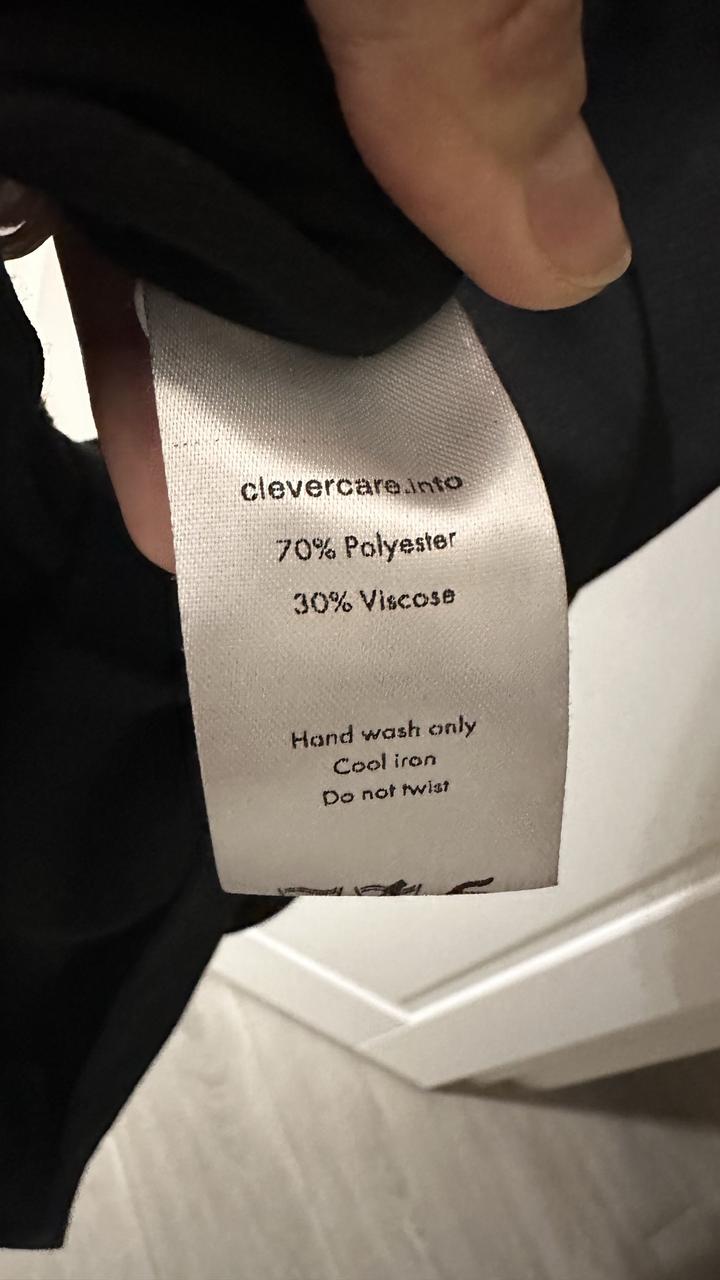 clevercare.info
70% Polyester
30% Viscose
Hand wash only
Cool iron
Do not twist